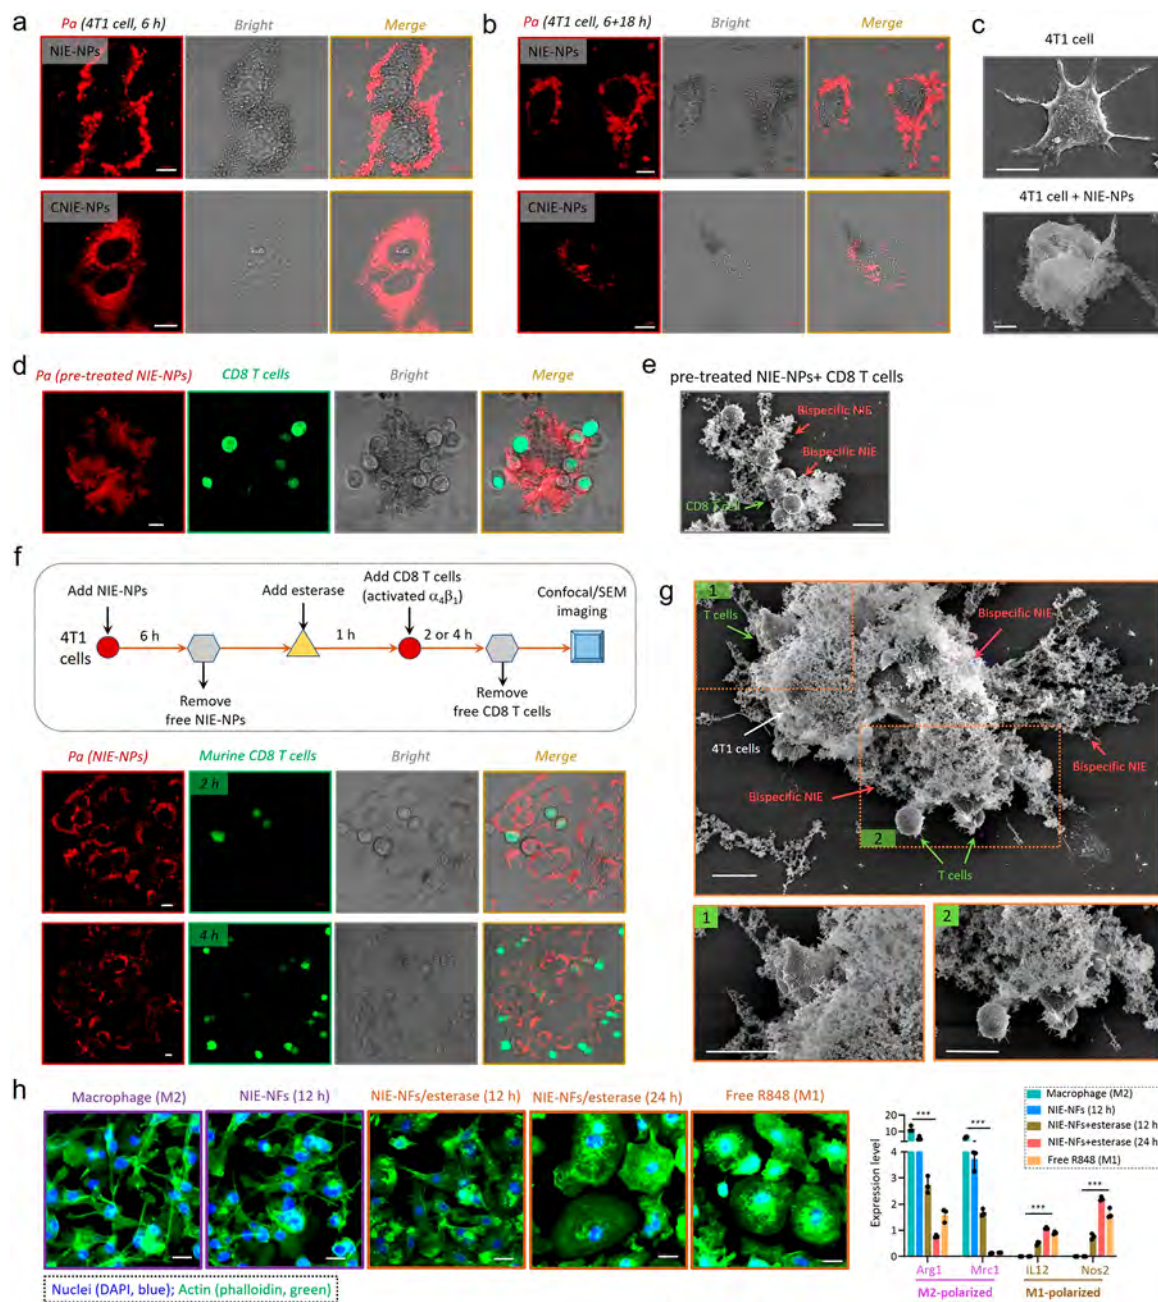 a
Pa (4T1 cell, 6 h)
Bright
Merge
NIE-NPs
CNIE-NPs
b
Pa (4T1 cell, 6+18 h)
Bright
Merge
NIE-NPs
CNIE-NPs
c
4T1 cell
4T1 cell + NIE-NPs
d
Pa (pre-treated NIE-NPs)
CD8 T cells
Bright
Merge
e
pre-treated NIE-NPs+ CD8 T cells
Bispecific NIE
Bispecific NIE
CD8 T cell
f
Add NIE-NPs
Add esterase
Add CD8 T cells
(activated α4β1)
Confocal/SEM
imaging
4T1
cells
6 h
1 h
2 or 4 h
Remove
free NIE-NPs
Remove
free CD8 T cells
Pa (NIE-NPs)
Murine CD8 T cells
Bright
Merge
2 h
4 h
g
1
T cells
Bispecific NIE
4T1 cells
Bispecific NIE
Bispecific NIE
2
T cells
1
2
h
Macrophage (M2)
NIE-NFs (12 h)
NIE-NFs/esterase (12 h)
NIE-NFs/esterase (24 h)
Free R848 (M1)
Nuclei (DAPI, blue); Actin (phalloidin, green)
Macrophage (M2)
NIE-NFs (12 h)
NIE-NFs+esterase (12 h
NIE-NFs+esterase (24 h)
Free R848 (M1)
Expression level
30
20
10
4
3
2
1
0
***
***
***
***
Arg1
Mrc1
IL12
Nos2
M2-polarized
M1-polarized